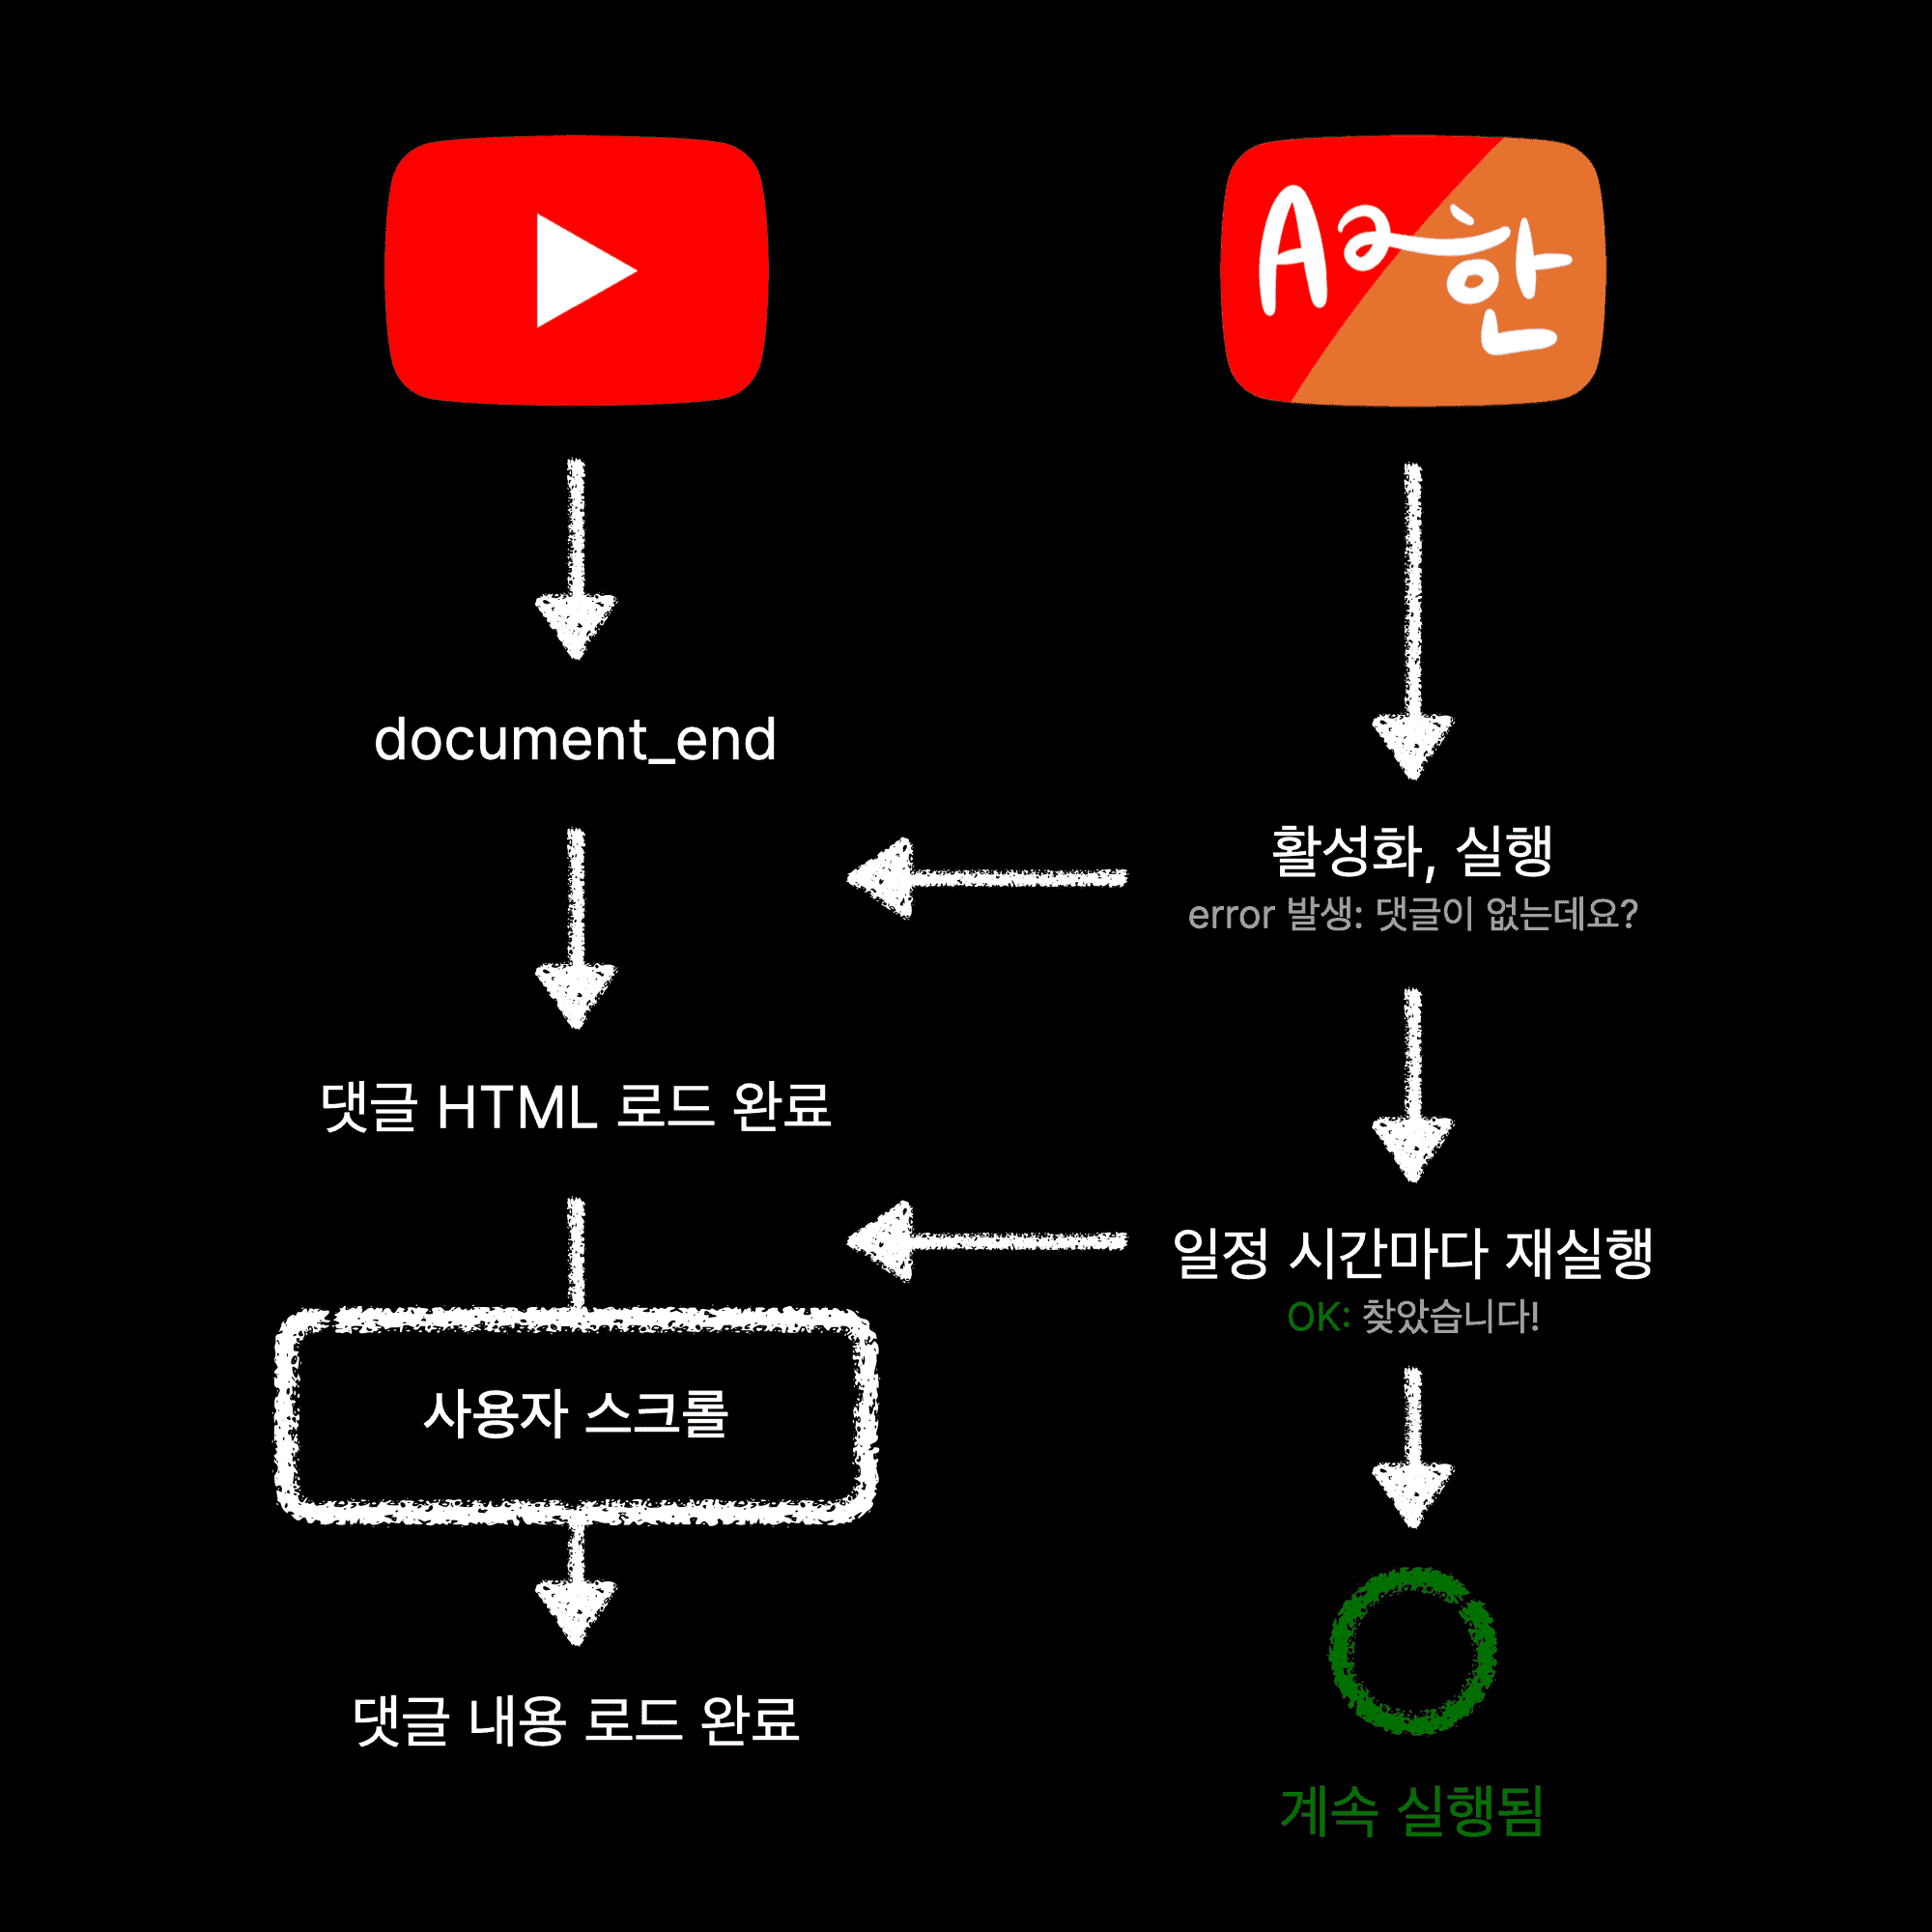 Aa한
document_end
활성화, 실행
error 발생: 댓글이 없는데요?
댓글 HTML 로드 완료
일정 시간마다 재실행
OK: 찾았습니다!
사용자 스크롤
댓글 내용 로드 완료
계속 실행됨